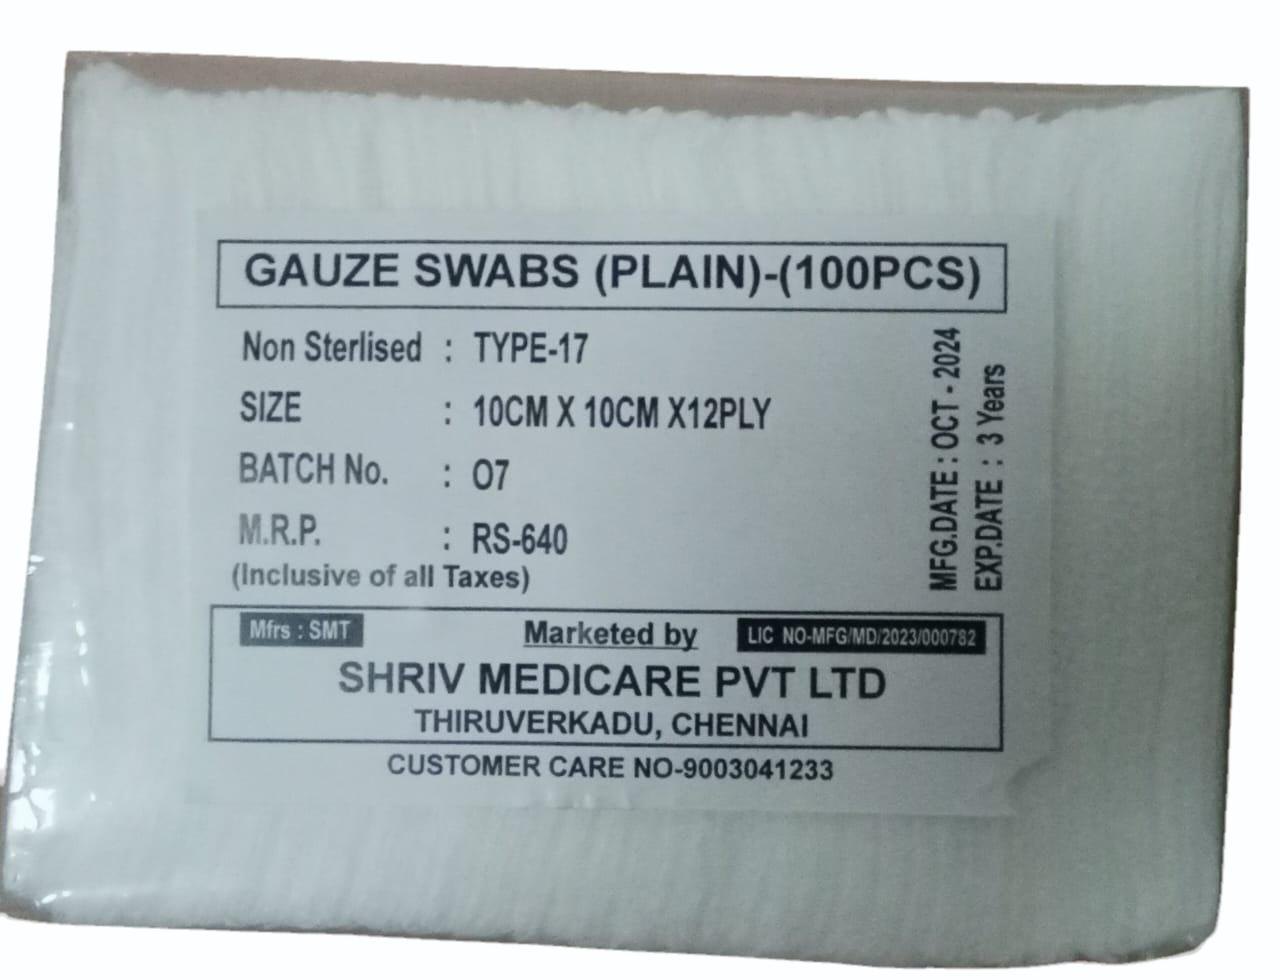 GAUZE SWABS (PLAIN)-(100PCS)
Non Sterlised : TYPE-17
SIZE : 10CM X 10CM X12PLY
BATCH No. : O7
M.R.P. : RS-640
(Inclusive of all Taxes)
MFG.DATE : OCT - 2024
EXP.DATE : 3 Years
Mfrs : SMT
Marketed by
LIC NO-MFG/MD/2023/000782
SHRIV MEDICARE PVT LTD
THIRUVERKADU, CHENNAI
CUSTOMER CARE NO-9003041233